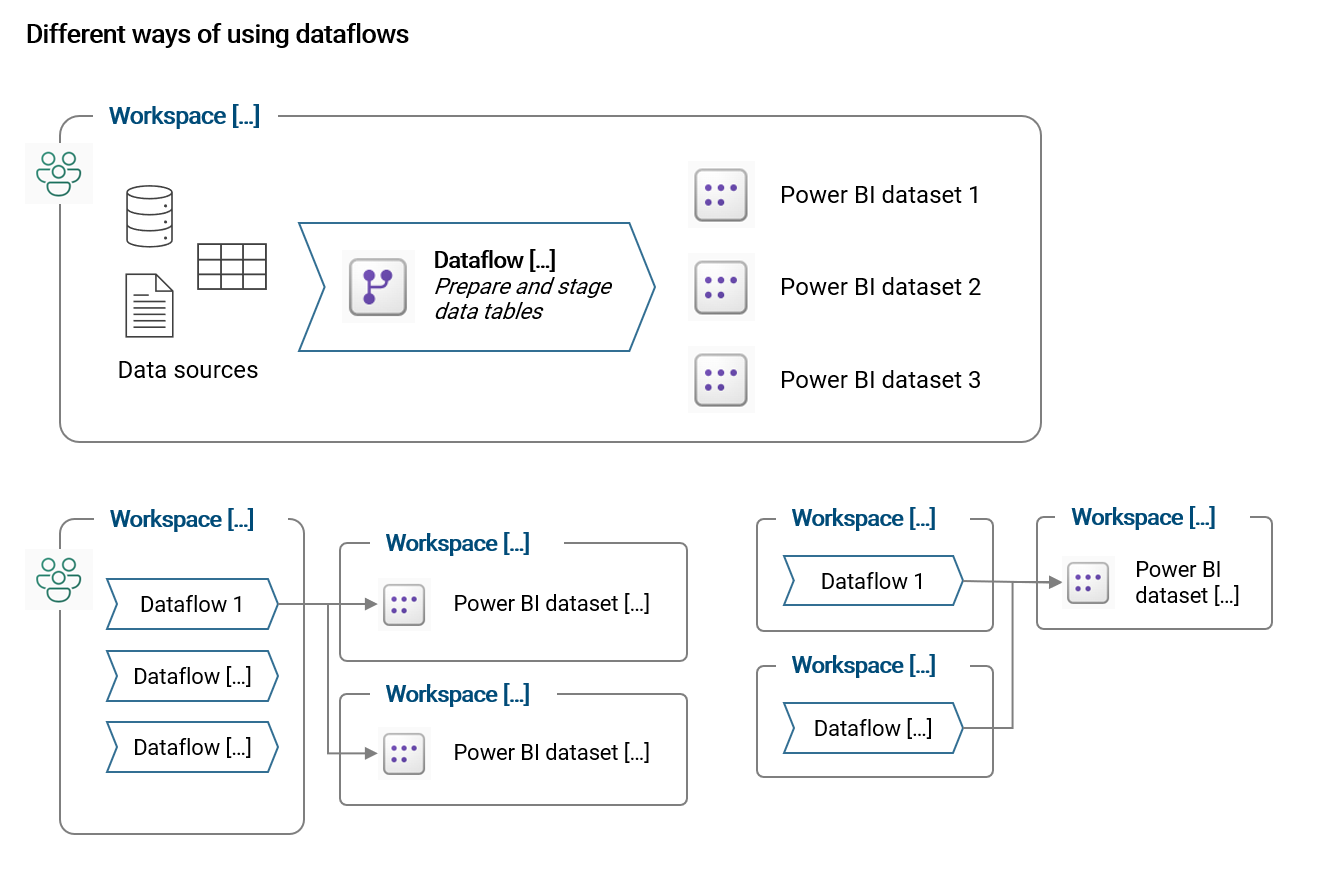 Different ways of using dataflows
Workspace [...]
Data sources
Dataflow [...]
Prepare and stage
data tables
Power BI dataset 1
Power BI dataset 2
Power BI dataset 3
Workspace [...]
Dataflow 1
Dataflow [...]
Dataflow [...]
Workspace [...]
Power BI dataset [...]
Workspace [...]
Power BI dataset [...]
Workspace [...]
Dataflow 1
Workspace [...]
Dataflow [...]
Workspace [...]
Power BI
dataset [...]